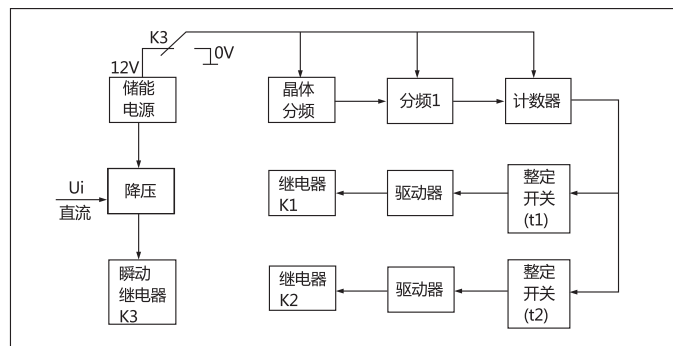 K3
0V
12V
储能
电源
晶体
分频
分频1
计数器
Ui
直流
降压
继电器
K1
驱动器
整定
开关
(t1)
瞬动
继电器
K3
继电器
K2
驱动器
整定
开关
(t2)